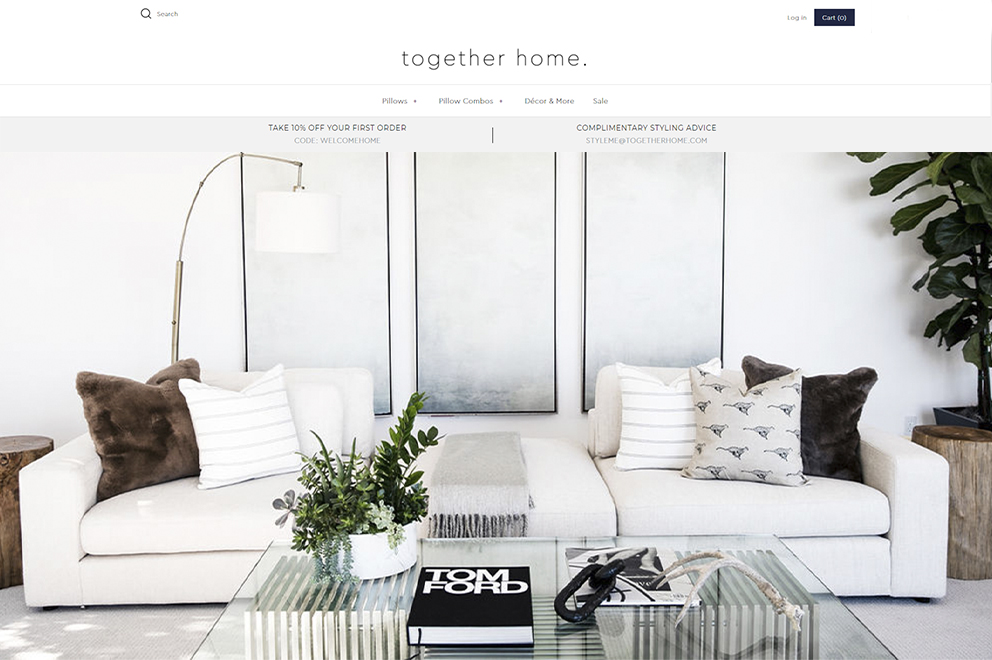 Search
Log in
Cart (0)
together home.
Pillows +
Pillow Combos +
Décor & More
Sale
TAKE 10% OFF YOUR FIRST ORDER
CODE: WELCOMEHOME
COMPLIMENTARY STYLING ADVICE
STYLEME@TOGETHERHOME.COM
TOM
FORD